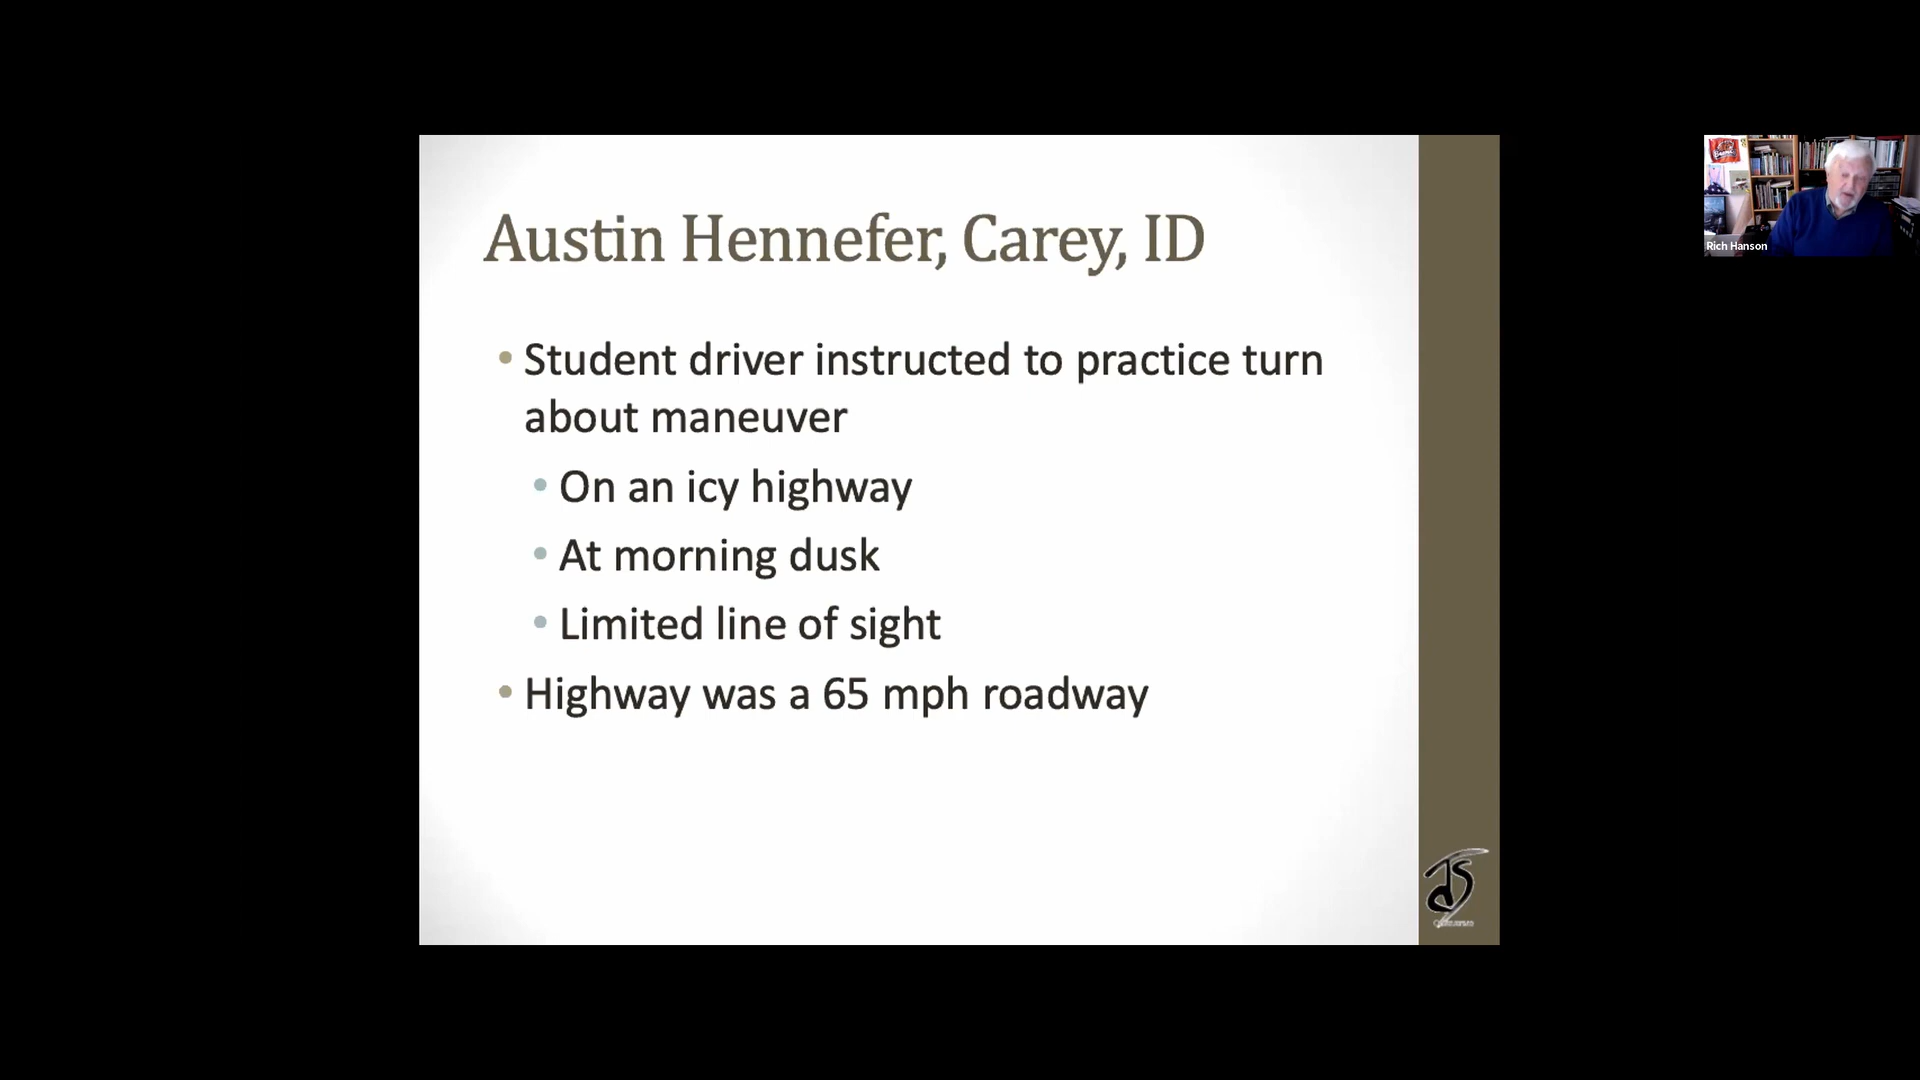 Austin Hennefer, Carey, ID
• Student driver instructed to practice turn
about maneuver
• On an icy highway
• At morning dusk
• Limited line of sight
• Highway was a 65 mph roadway
Rich Hanson